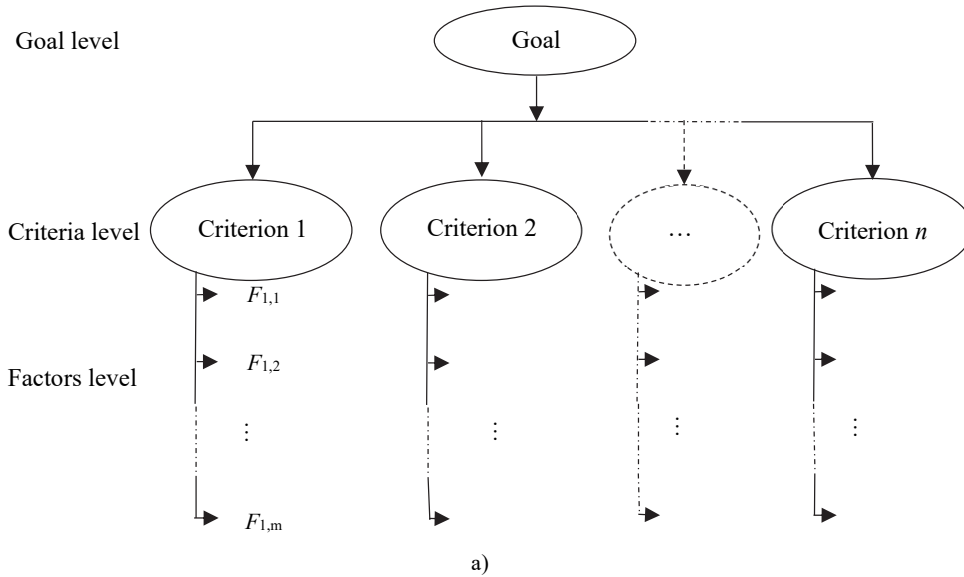 Goal level
Goal
Criteria level
Criterion 1
Criterion 2
...
Criterion n
F1,1
F1,2
Factors level
⋮ ⋮ ⋮ ⋮
F1,m
a)